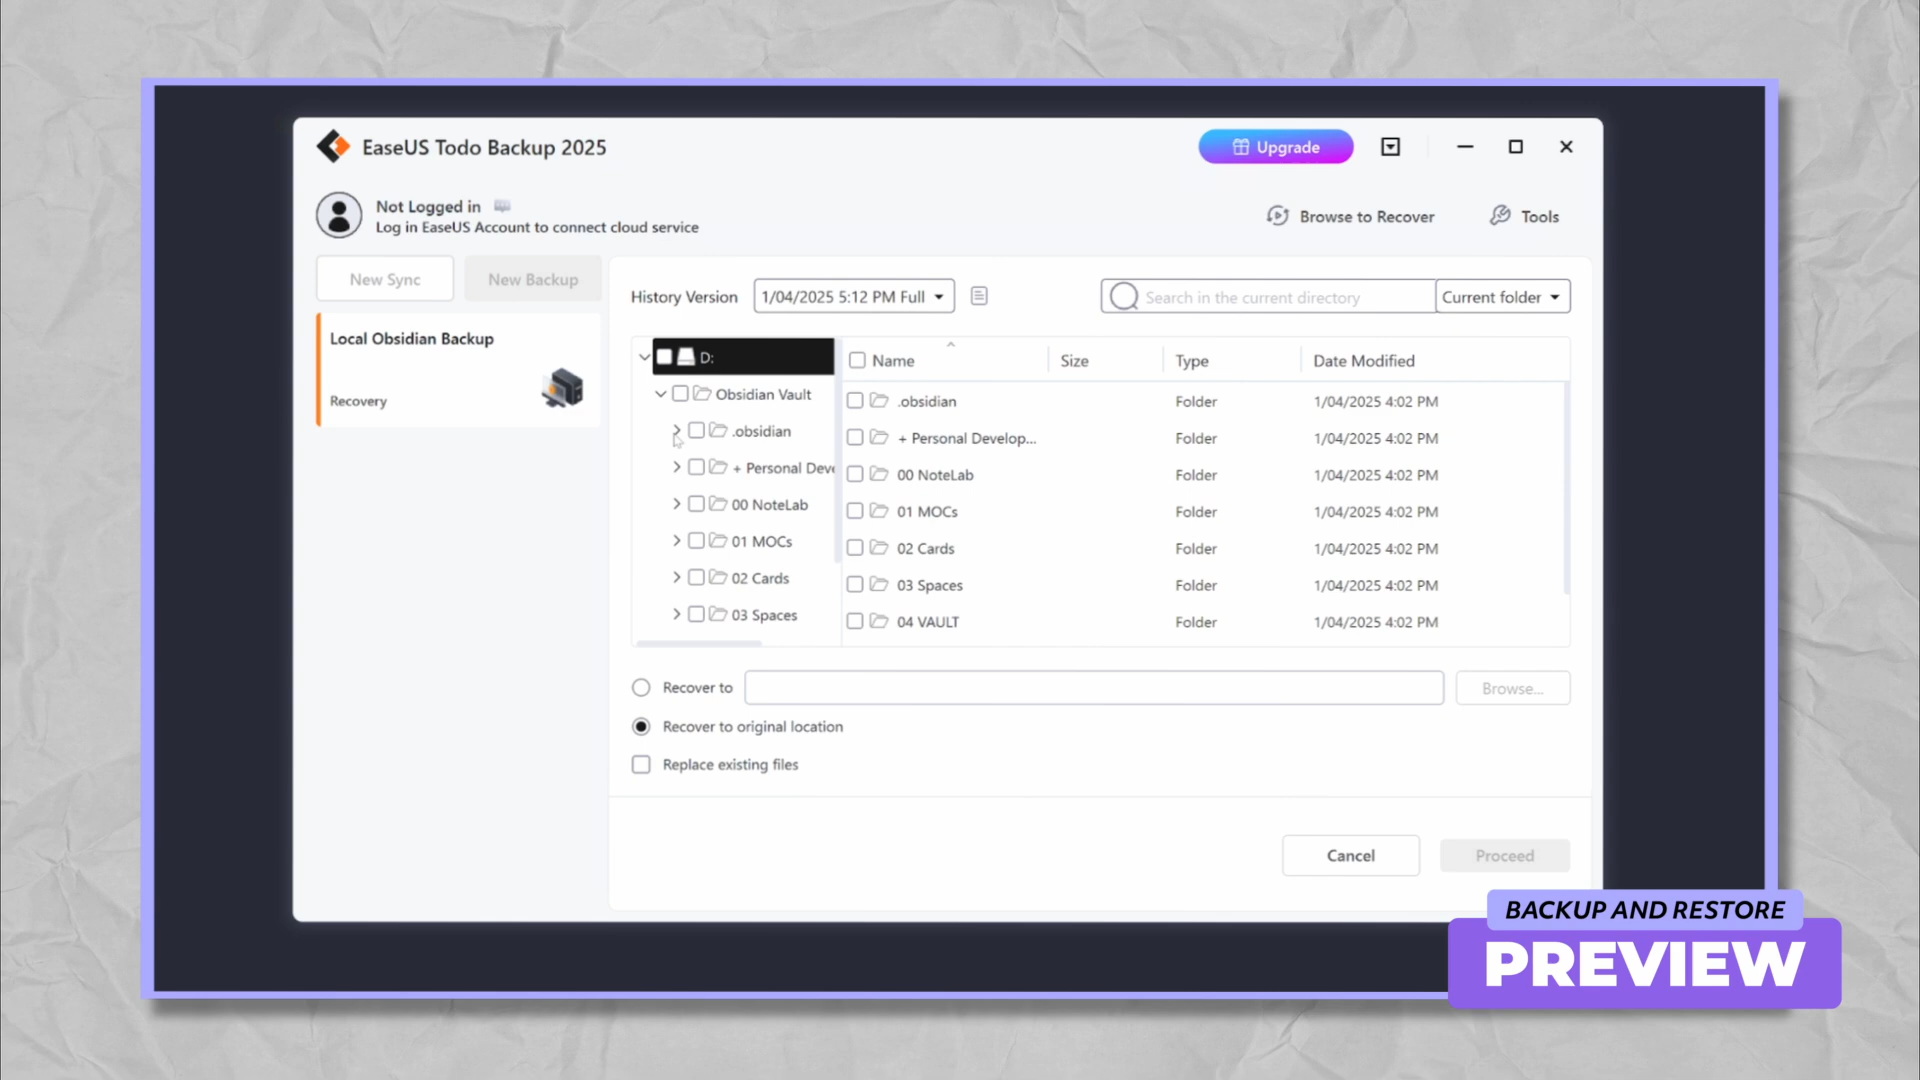 EaseUS Todo Backup 2025
Upgrade
Not Logged in
Log in EaseUS Account to connect cloud service
Browse to Recover
Tools
New Sync
New Backup
Local Obsidian Backup
Recovery
History Version
1/04/2025 5:12 PM Full
Search in the current directory
Current folder
D:
Obsidian Vault
.obsidian
+ Personal Deve
00 NoteLab
01 MOCs
02 Cards
03 Spaces
Name Size Type Date Modified
.obsidian Folder 1/04/2025 4:02 PM
+ Personal Develop... Folder 1/04/2025 4:02 PM
00 NoteLab Folder 1/04/2025 4:02 PM
01 MOCs Folder 1/04/2025 4:02 PM
02 Cards Folder 1/04/2025 4:02 PM
03 Spaces Folder 1/04/2025 4:02 PM
04 VAULT Folder 1/04/2025 4:02 PM
Recover to
Browse...
Recover to original location
Replace existing files
Cancel
Proceed
BACKUP AND RESTORE
PREVIEW